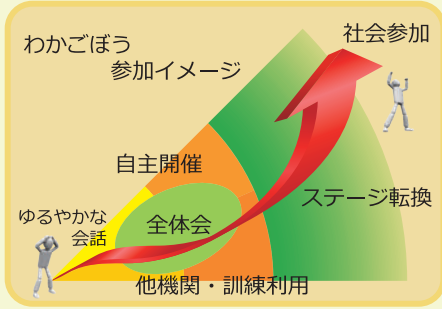 わかごぼう
参加イメージ
社会参加
自主開催
ステージ転換
ゆるやかな
会話
全体会
他機関・訓練利用